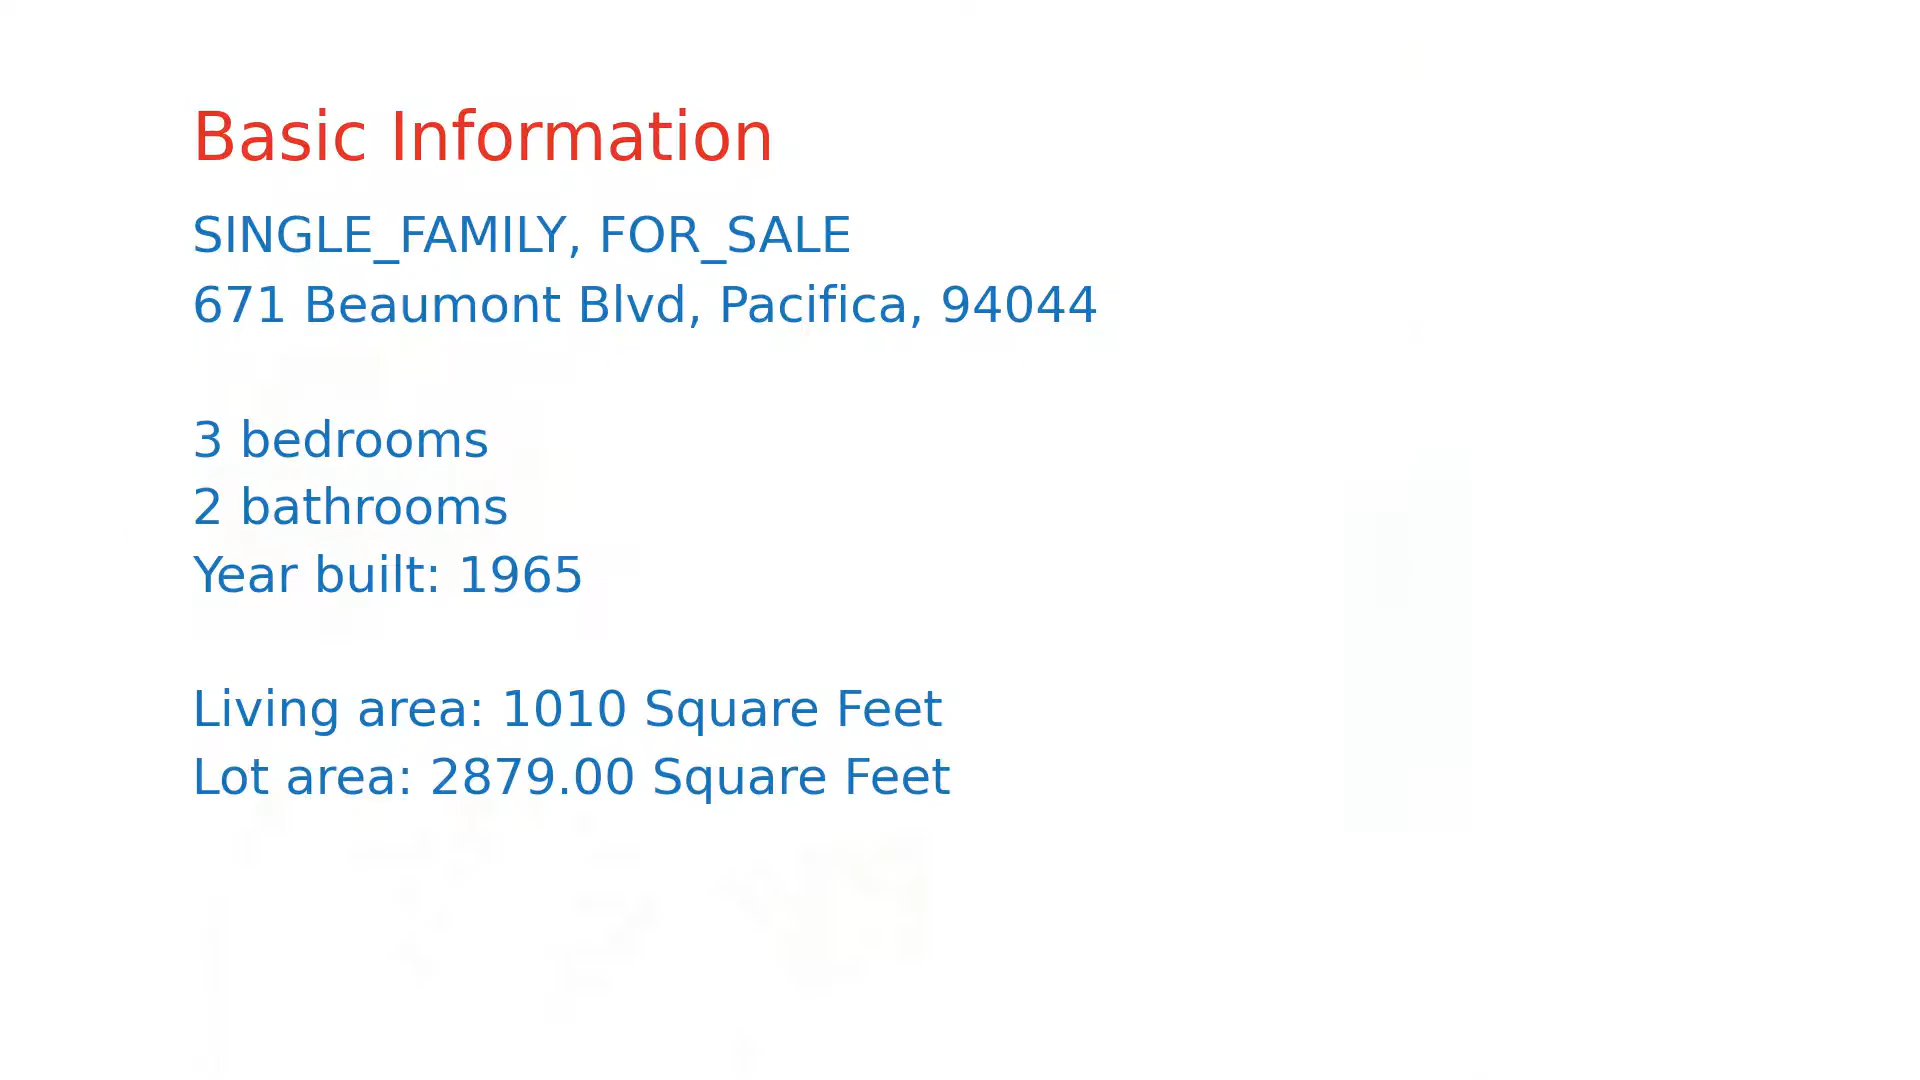 Basic Information
SINGLE_FAMILY, FOR_SALE
671 Beaumont Blvd, Pacifica, 94044
3 bedrooms
2 bathrooms
Year built: 1965
Living area: 1010 Square Feet
Lot area: 2879.00 Square Feet